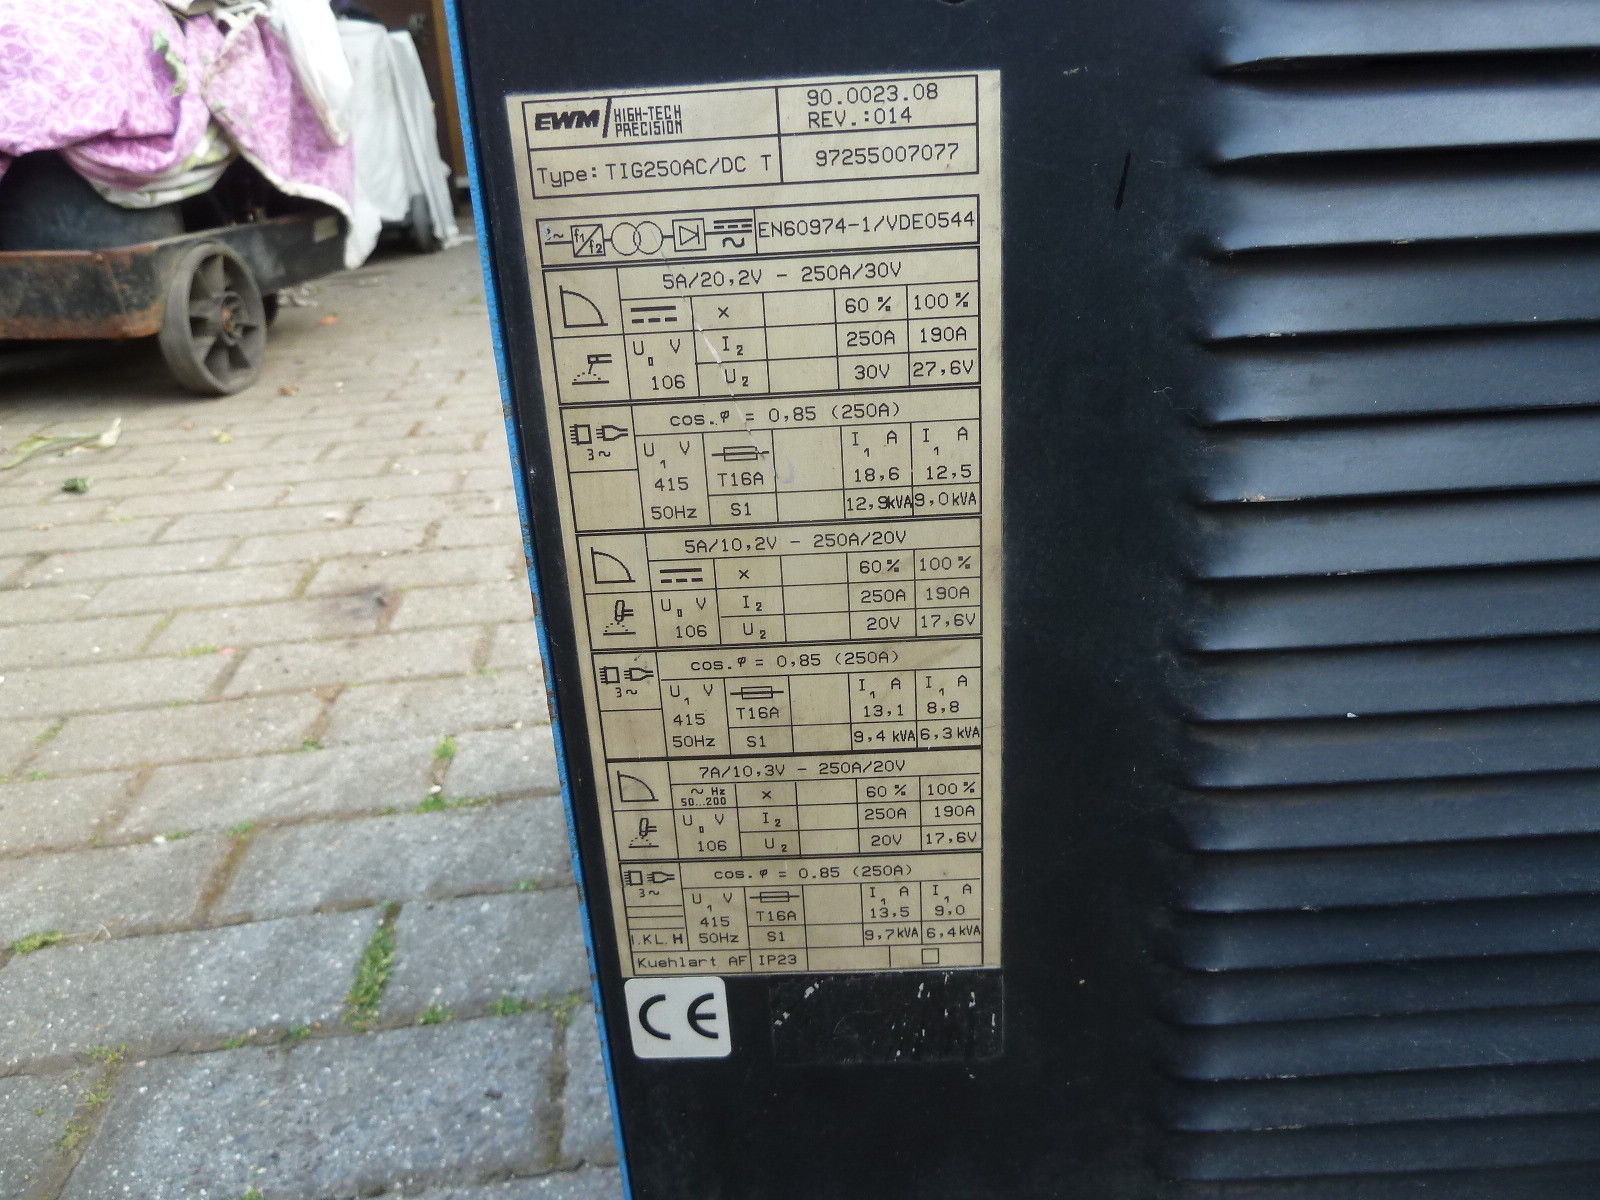 EWM HIGH-TECH PRECISION
90.0023.08
REV.:014
Type: TIG250AC/DC T
97255007077
3~ f1/f2 EN60974-1/VDE0544
5A/20,2V - 250A/30V
X 60% 100%
U0 V I2 250A 190A
106 U2 30V 27,6V
cos.φ = 0,85 (250A)
3~ U1 V I1 A I1 A
415 T16A 18,6 12,5
50Hz S1 12,9kVA 9,0kVA
5A/10,2V - 250A/20V
X 60% 100%
U0 V I2 250A 190A
106 U2 20V 17,6V
cos.φ = 0,85 (250A)
3~ U1 V I1 A I1 A
415 T16A 13,1 8,8
50Hz S1 9,4kVA 6,3kVA
7A/10,3V - 250A/20V
~ Hz 50...200 X 60% 100%
U0 V I2 250A 190A
106 U2 20V 17,6V
cos.φ = 0.85 (250A)
3~ U1 V I1 A I1 A
415 T16A 13,5 9,0
I.KL.H 50Hz S1 9,7kVA 6,4kVA
Kuehlart AF IP23
CE